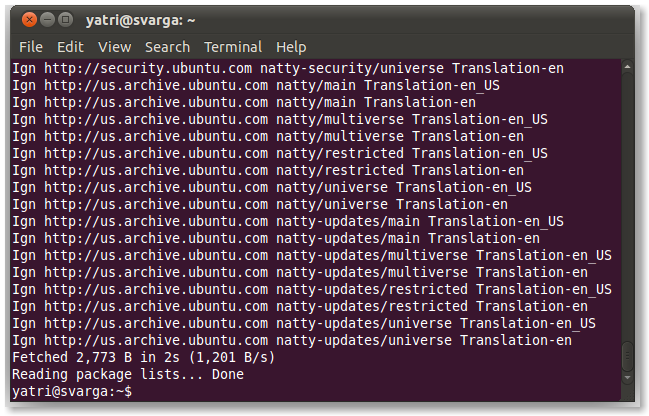 yatri@svarga: ~
File Edit View Search Terminal Help
Ign http://security.ubuntu.com natty-security/universe Translation-en
Ign http://us.archive.ubuntu.com natty/main Translation-en_US
Ign http://us.archive.ubuntu.com natty/main Translation-en
Ign http://us.archive.ubuntu.com natty/multiverse Translation-en_US
Ign http://us.archive.ubuntu.com natty/multiverse Translation-en
Ign http://us.archive.ubuntu.com natty/restricted Translation-en_US
Ign http://us.archive.ubuntu.com natty/restricted Translation-en
Ign http://us.archive.ubuntu.com natty/universe Translation-en_US
Ign http://us.archive.ubuntu.com natty/universe Translation-en
Ign http://us.archive.ubuntu.com natty-updates/main Translation-en_US
Ign http://us.archive.ubuntu.com natty-updates/main Translation-en
Ign http://us.archive.ubuntu.com natty-updates/multiverse Translation-en_US
Ign http://us.archive.ubuntu.com natty-updates/multiverse Translation-en
Ign http://us.archive.ubuntu.com natty-updates/restricted Translation-en_US
Ign http://us.archive.ubuntu.com natty-updates/restricted Translation-en
Ign http://us.archive.ubuntu.com natty-updates/universe Translation-en_US
Ign http://us.archive.ubuntu.com natty-updates/universe Translation-en
Fetched 2,773 B in 2s (1,201 B/s)
Reading package lists... Done
yatri@svarga:~$